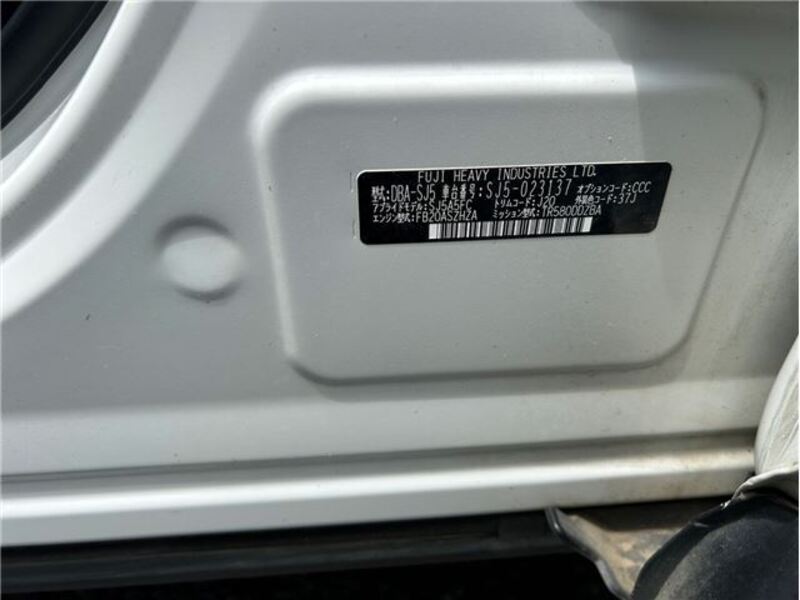 FUJI HEAVY INDUSTRIES LTD.
型式:DBA-SJ5 車台番号:SJ5-023137 オプションコード:CCC
アプライドモデル:SJ5A5FC トリムコード:J20 外装色コード:37J
エンジン型式:FB20ASZHZA ミッション型式:TR580DDZBA